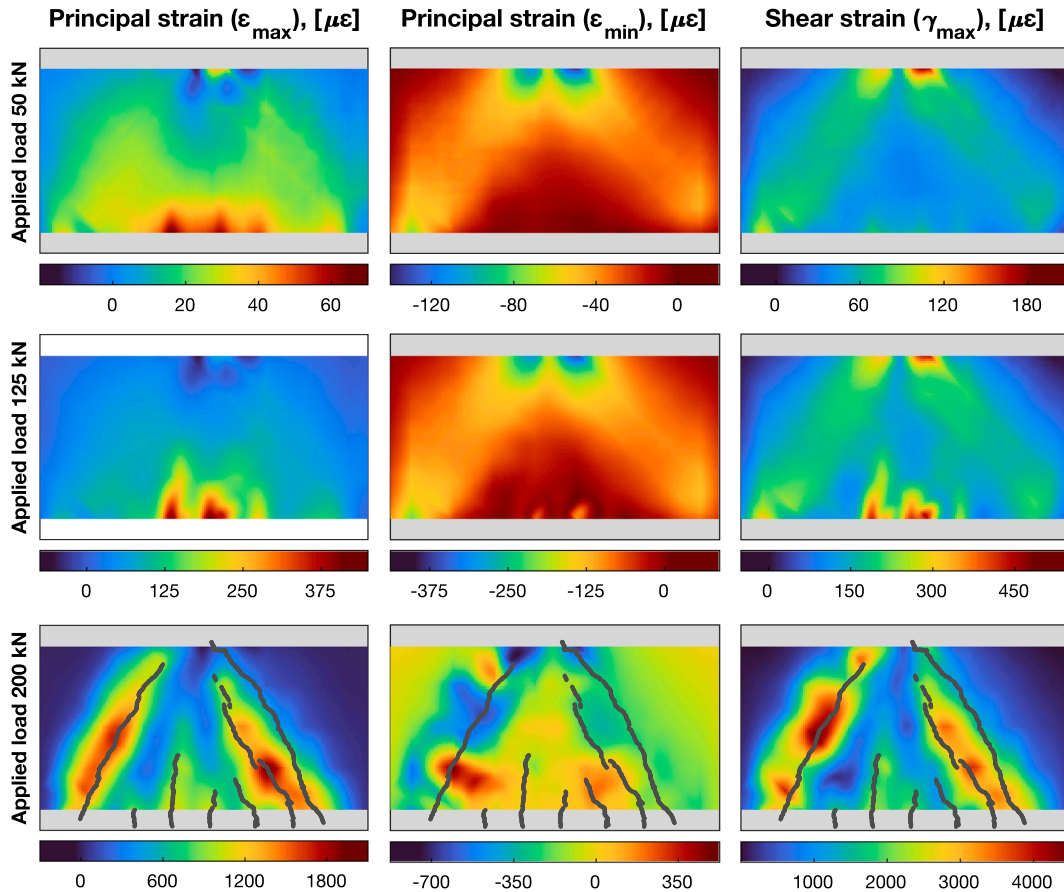 Principal strain (εmax), [με] Principal strain (εmin), [με] Shear strain (γmax), [με]
Applied load 50 kN
0 20 40 60 -120 -80 -40 0 0 60 120 180
Applied load 125 kN
0 125 250 375 -375 -250 -125 0 0 150 300 450
Applied load 200 kN
0 600 1200 1800 -700 -350 0 350 1000 2000 3000 4000